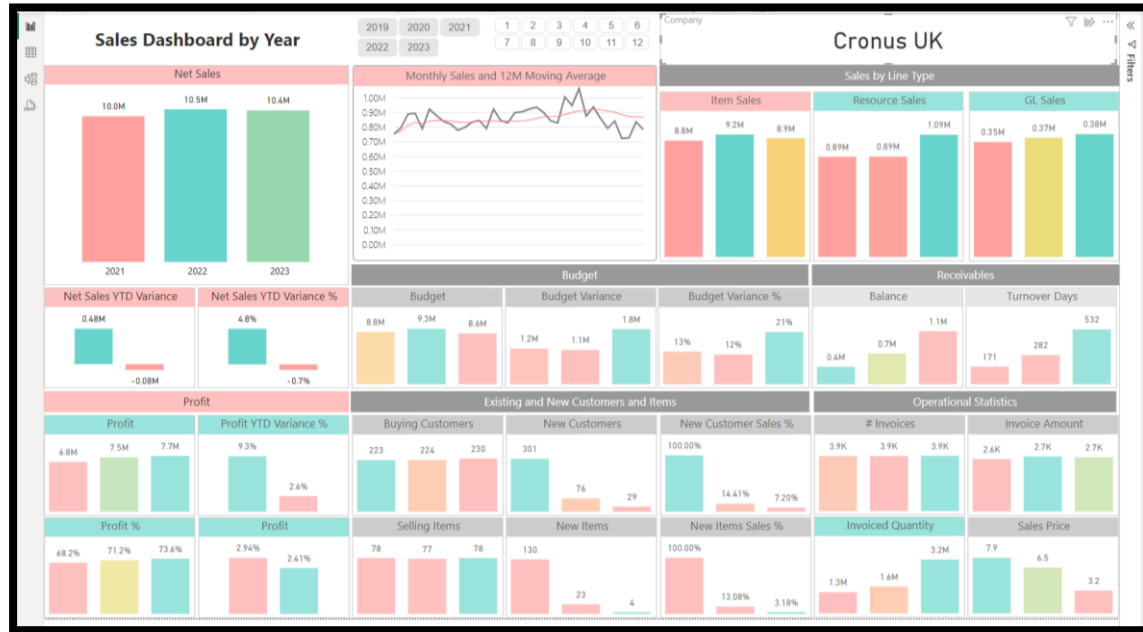 Sales Dashboard by Year
2019 2020 2021
2022 2023
1 2 3 4 5 6
7 8 9 10 11 12
Company
Cronus UK
Filters
Net Sales
10.0M 10.5M 10.4M
2021 2022 2023
Monthly Sales and 12M Moving Average
1.00M
0.90M
0.80M
0.70M
0.60M
0.50M
0.40M
0.30M
0.20M
0.10M
0.00M
Sales by Line Type
Item Sales
8.8M 9.2M 8.9M
Resource Sales
0.89M 0.89M 1.09M
GL Sales
0.35M 0.37M 0.38M
Net Sales YTD Variance
0.48M
-0.08M
Net Sales YTD Variance %
4.8%
-0.7%
Budget
Budget
8.8M 9.3M 8.6M
Budget Variance
1.2M 1.1M 1.8M
Budget Variance %
13% 12% 21%
Receivables
Balance
0.4M 0.7M 1.1M
Turnover Days
171 282 532
Profit
Profit
6.8M 7.5M 7.7M
Profit YTD Variance %
9.3%
2.6%
Profit %
68.2% 71.2% 73.6%
Profit
2.94%
2.41%
Existing and New Customers and Items
Buying Customers
223 224 230
New Customers
301 76 29
New Customer Sales %
100.00%
14.41% 7.20%
Selling Items
78 77 78
New Items
130 23 4
New Items Sales %
100.00%
13.08% 3.18%
Operational Statistics
# Invoices
3.9K 3.9K 3.9K
Invoice Amount
2.6K 2.7K 2.7K
Invoiced Quantity
1.3M 1.6M 3.2M
Sales Price
7.9 6.5 3.2